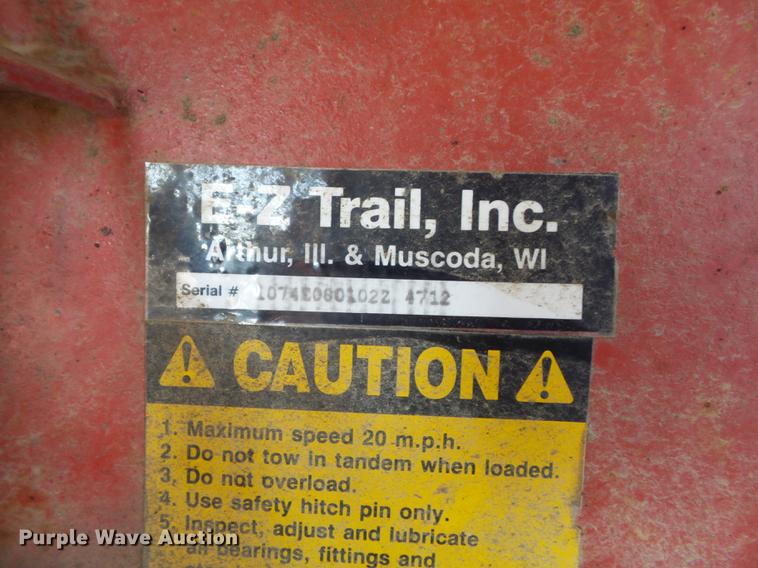 E-Z Trail, Inc.
Arthur, Ill. & Muscoda, WI
Serial # 4712
CAUTION
1. Maximum speed 20 m.p.h.
2. Do not tow in tandem when loaded.
3. Do not overload.
4. Use safety hitch pin only.
5. Inspect, adjust and lubricate
all bearings, fittings and
Purple Wave Auction